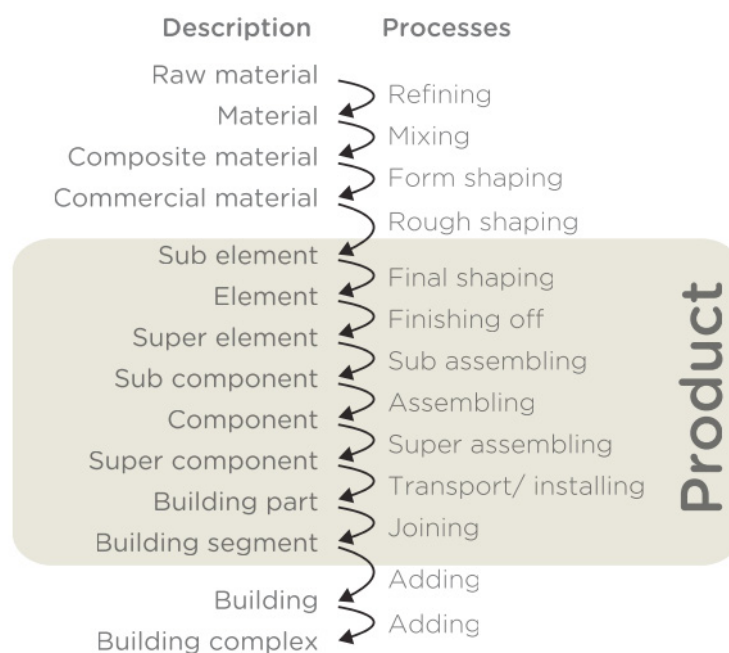 Description Processes
Raw material
Refining
Material
Mixing
Composite material
Form shaping
Commercial material
Rough shaping
Sub element
Final shaping
Element
Finishing off
Super element
Sub assembling
Sub component
Assembling
Component
Super assembling
Super component
Transport/ installing
Building part
Joining
Building segment
Adding
Building
Adding
Building complex
Product